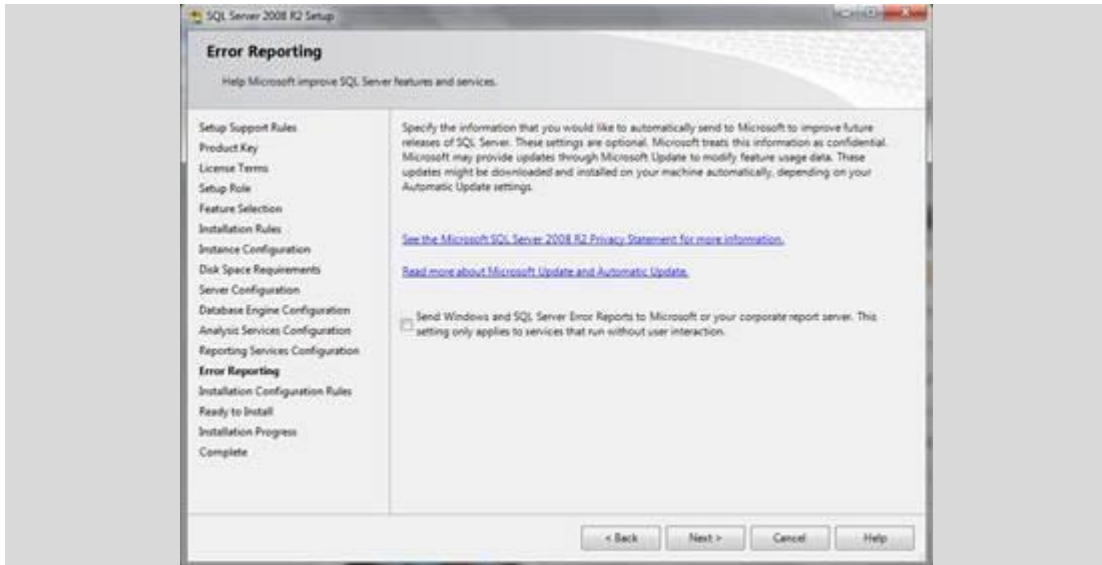 SQL Server 2008 R2 Setup
Error Reporting
Help Microsoft improve SQL Server features and services.
Setup Support Rules
Product Key
License Terms
Setup Role
Feature Selection
Installation Rules
Instance Configuration
Disk Space Requirements
Server Configuration
Database Engine Configuration
Analysis Services Configuration
Reporting Services Configuration
Error Reporting
Installation Configuration Rules
Ready to Install
Installation Progress
Complete
Specify the information that you would like to automatically send to Microsoft to improve future
releases of SQL Server. These settings are optional. Microsoft treats this information as confidential.
Microsoft may provide updates through Microsoft Update to modify feature usage data. These
updates might be downloaded and installed on your machine automatically, depending on your
Automatic Update settings.
See the Microsoft SQL Server 2008 R2 Privacy Statement for more information.
Read more about Microsoft Update and Automatic Update.
Send Windows and SQL Server Error Reports to Microsoft or your corporate report server. This
setting only applies to services that run without user interaction.
< Back
Next >
Cancel
Help